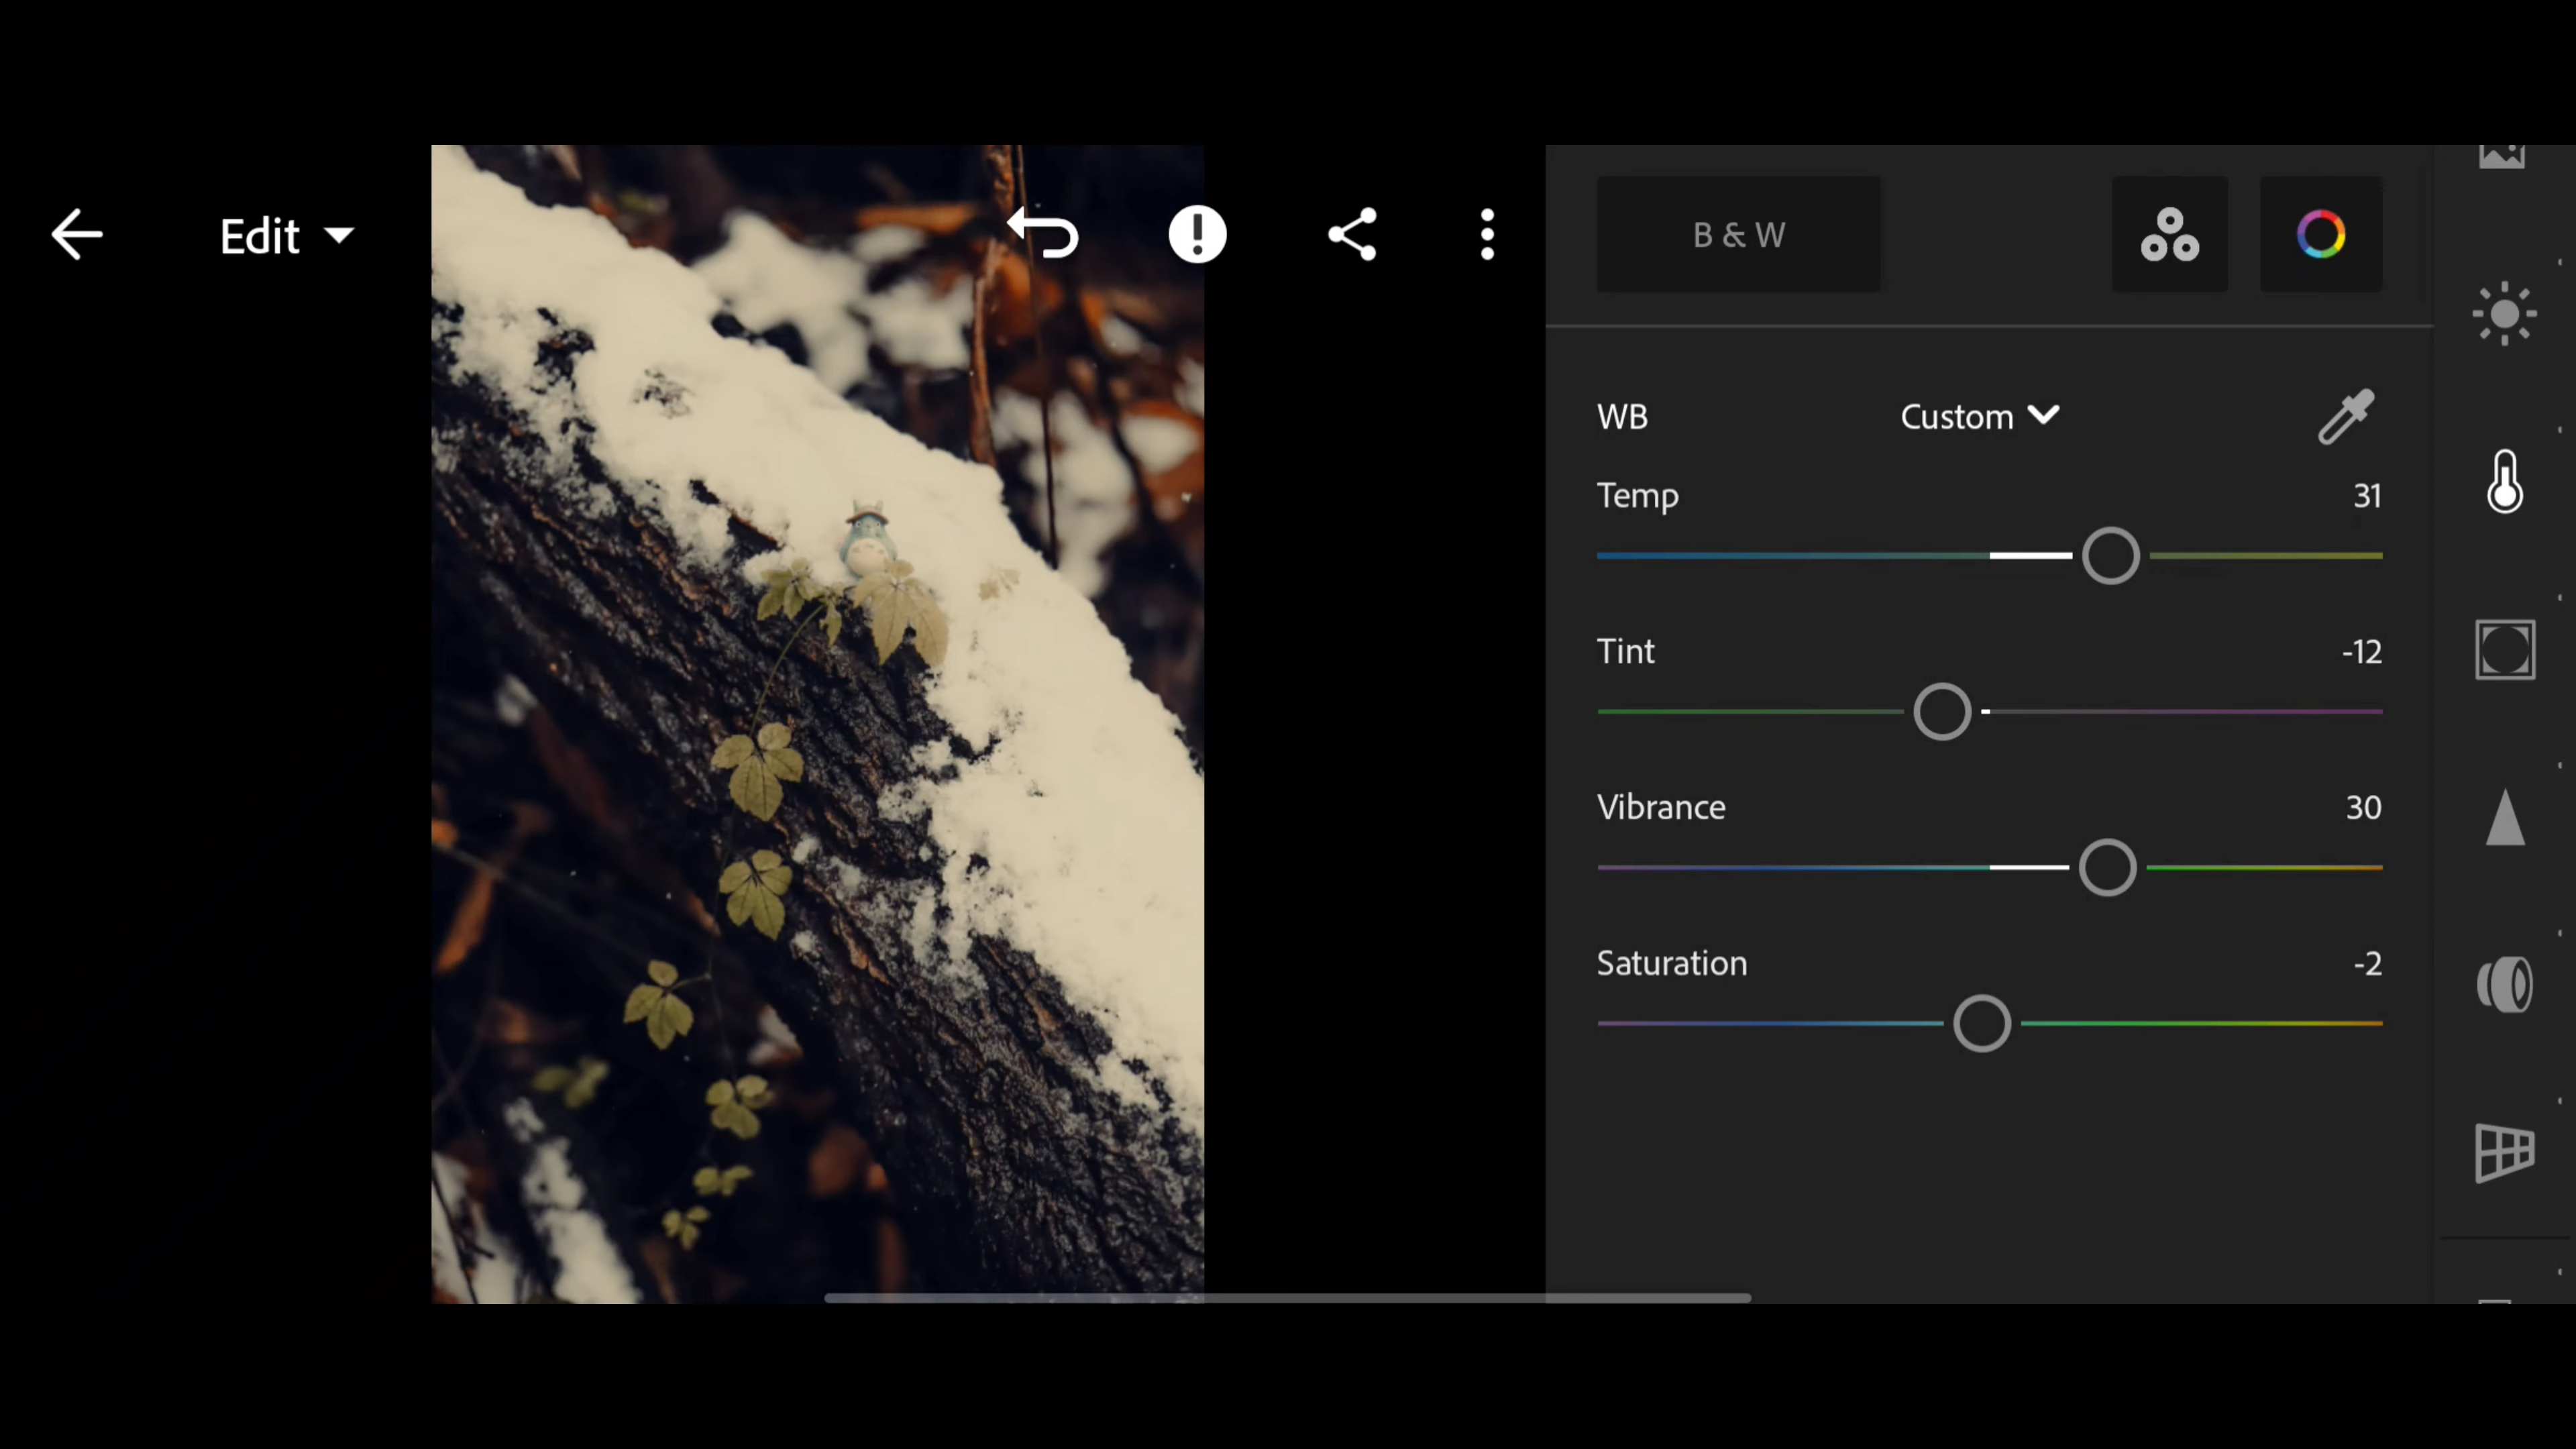 Edit
B & W
WB Custom
Temp 31
Tint -12
Vibrance 30
Saturation -2